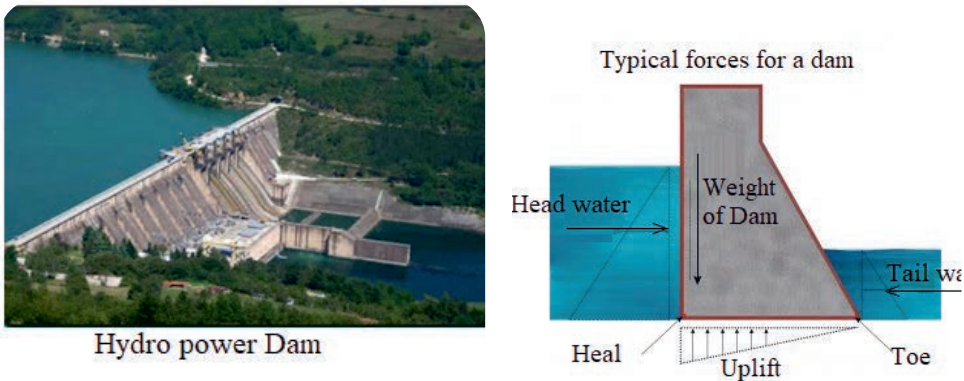 Hydro power Dam
Typical forces for a dam
Head water
Weight
of Dam
Tail wa
Heal
Uplift
Toe